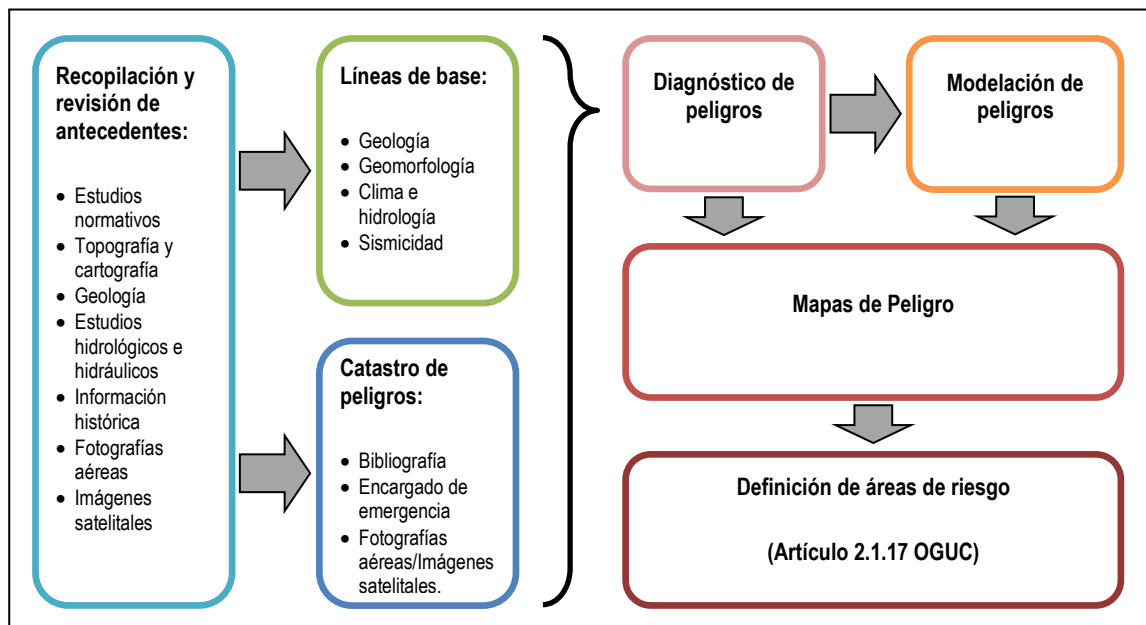 Recopilación y
revisión de
antecedentes:
• Estudios
normativos
• Topografía y
cartografía
• Geología
• Estudios
hidrológicos e
hidráulicos
• Información
histórica
• Fotografías
aéreas
• Imágenes
satelitales
Líneas de base:
• Geología
• Geomorfología
• Clima e
hidrología
• Sismicidad
Catastro de
peligros:
• Bibliografía
• Encargado de
emergencia
• Fotografías
aéreas/Imágenes
satelitales.
Diagnóstico de
peligros
Modelación de
peligros
Mapas de Peligro
Definición de áreas de riesgo
(Artículo 2.1.17 OGUC)